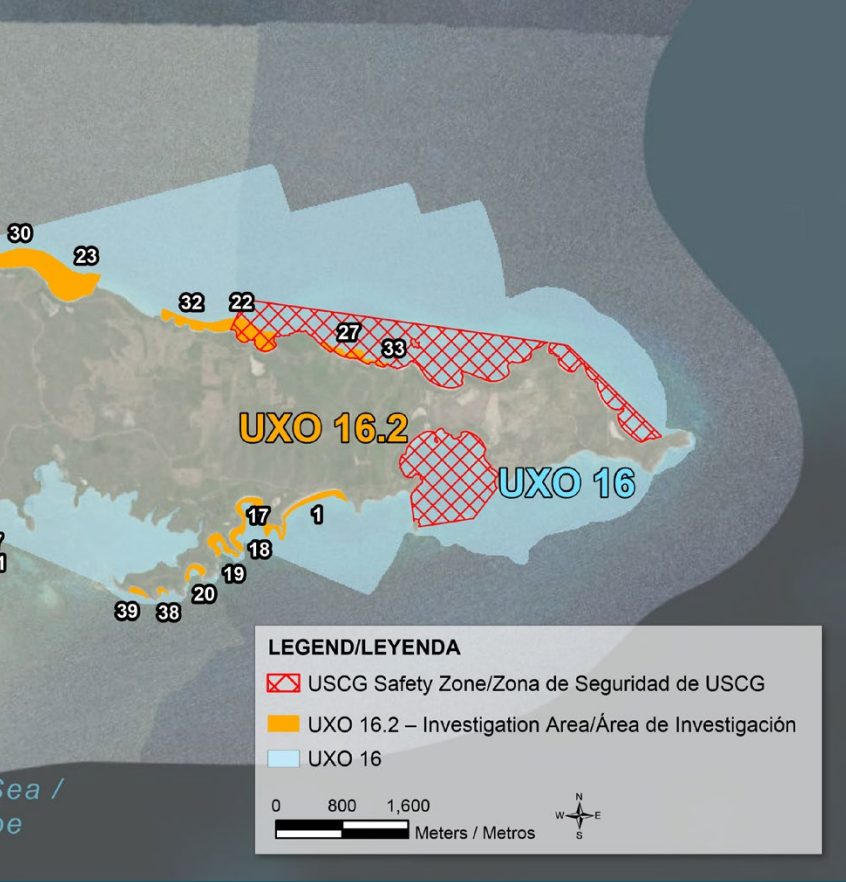 30
23
32
22
27
33
UXO 16.2
UXO 16
17
1
18
19
20
39
38
LEGEND/LEYENDA
USCG Safety Zone/Zona de Seguridad de USCG
UXO 16.2 – Investigation Area/Área de Investigación
UXO 16
0 800 1,600
Meters / Metros
N
W E
S
Sea /